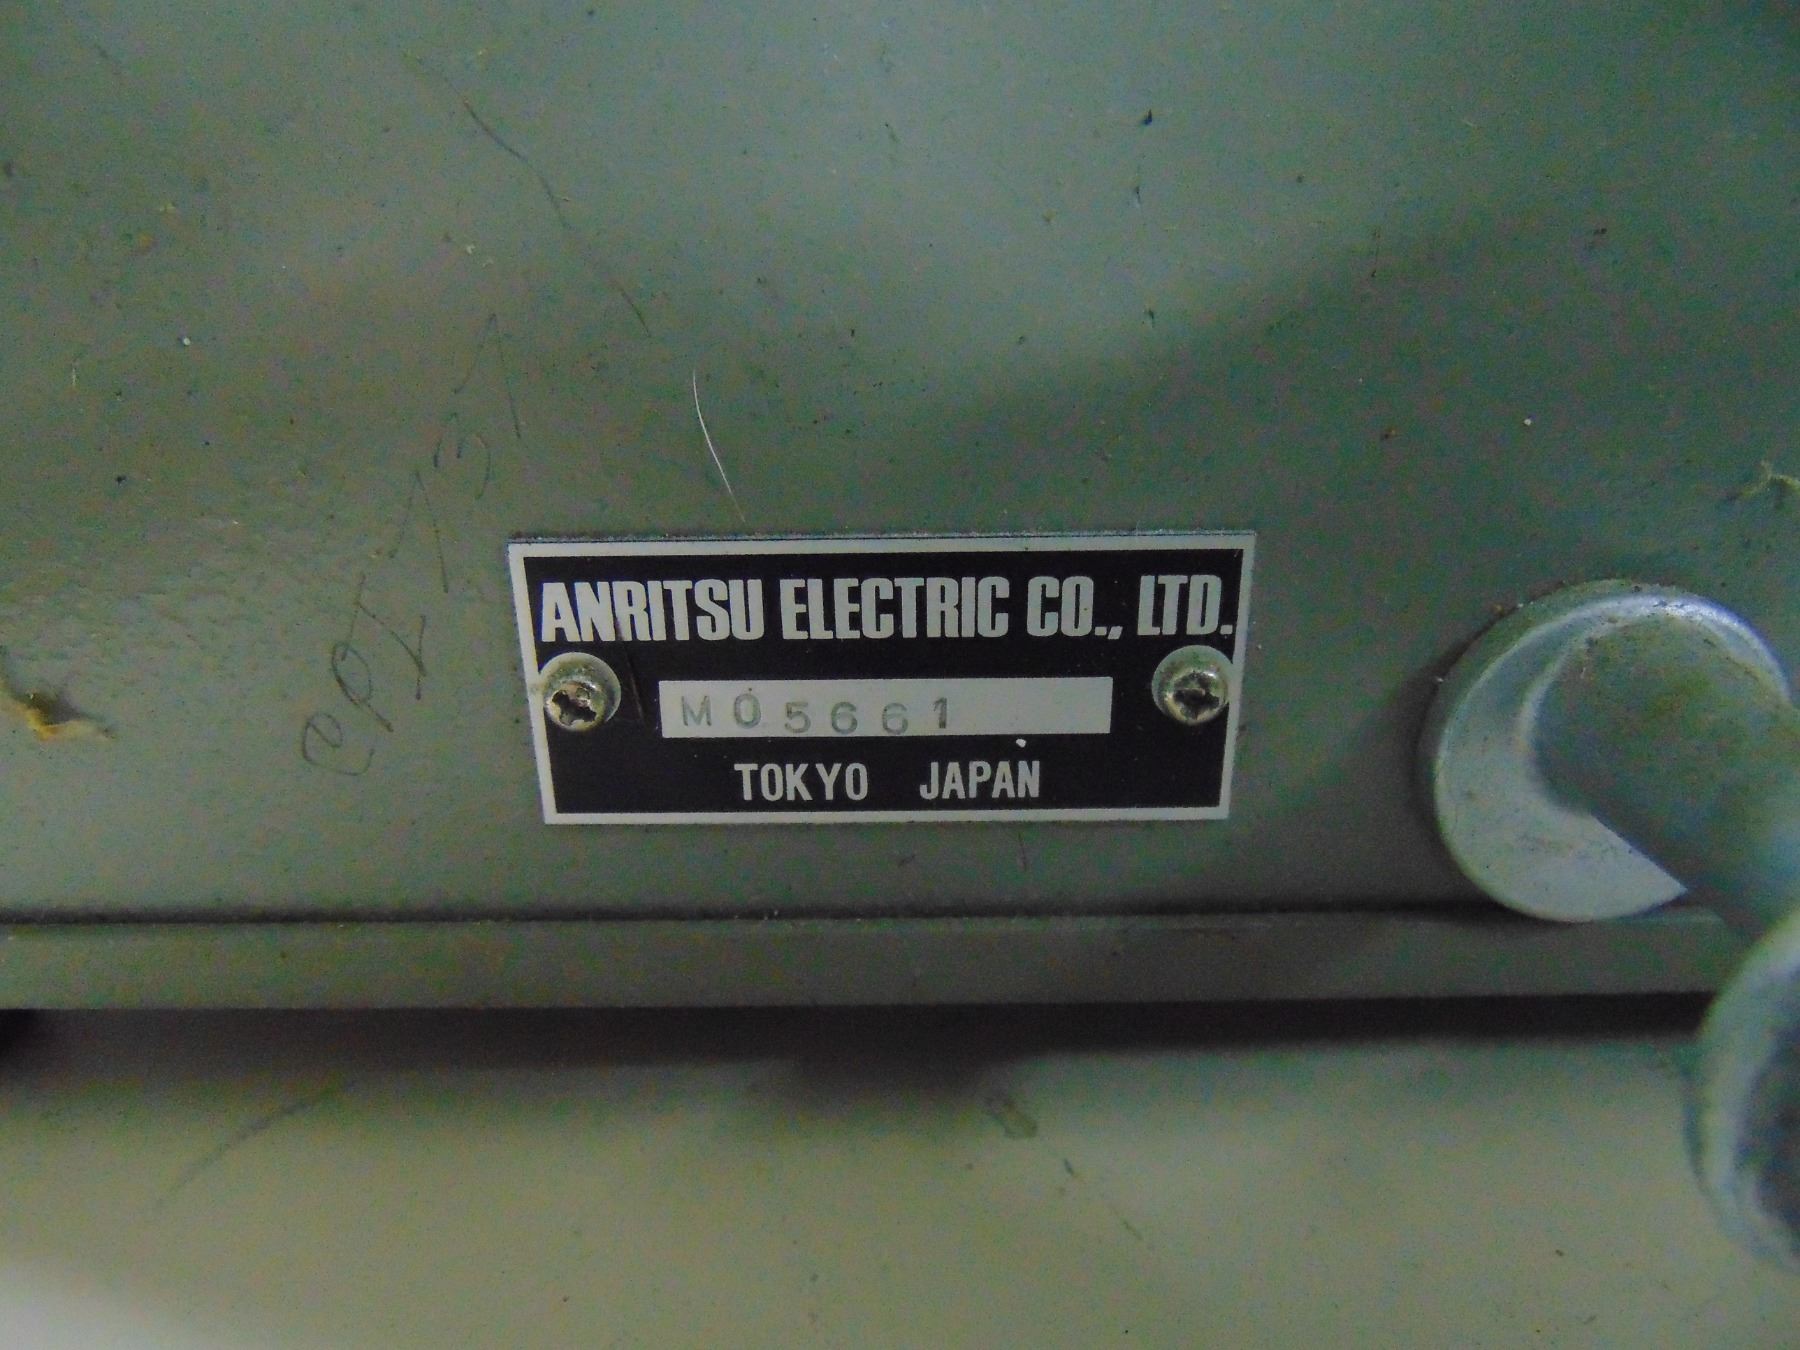 ANRITSU ELECTRIC CO., LTD.
M05661
TOKYO JAPAN